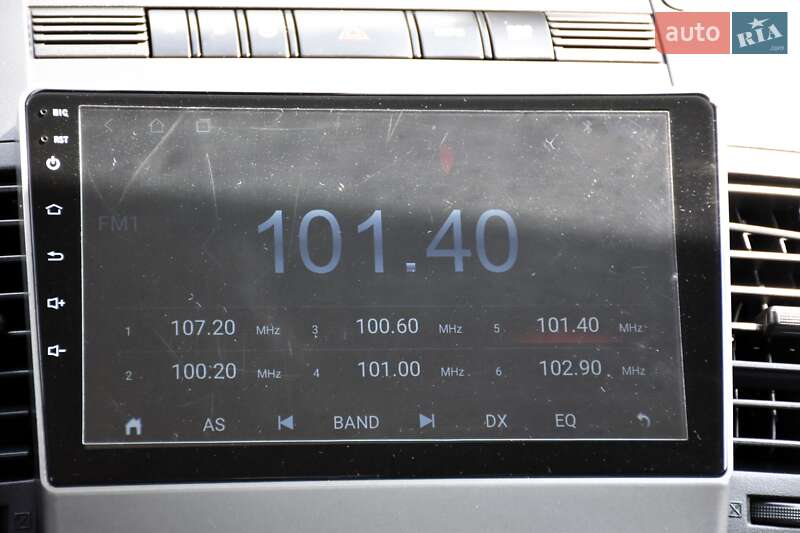 auto RIA
MIC
RST
FM1
101.40
1 107.20 MHz 3 100.60 MHz 5 101.40 MHz
2 100.20 MHz 4 101.00 MHz 6 102.90 MHz
AS BAND DX EQ